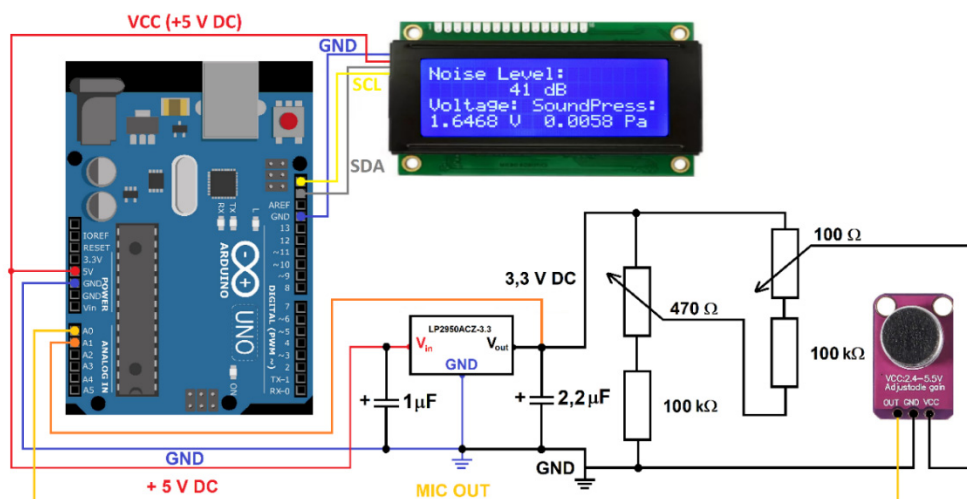 VCC (+5 V DC)
GND
SCL
SDA
Noise Level:
41 dB
Voltage: SoundPress:
1.6468 V 0.0058 Pa
AREF
GND
13
12
~11
~10
~9
8
7
~6
~5
4
~3
2
TX-1
RX-0
DIGITAL (PWM ~)
RX
TX
L
ARDUINO
UNO
ON
IOREF
RESET
3.3V
5V
GND
GND
Vin
POWER
A0
A1
A2
A3
A4
A5
ANALOG IN
3,3 V DC
LP2950ACZ-3.3
Vin
Vout
GND
+ 1µF
+ 2,2µF
470 Ω
100 kΩ
100 Ω
100 kΩ
VCC:2.4-5.5V
Adjustode gain
OUT GND VCC
GND
GND
+ 5 V DC
MIC OUT